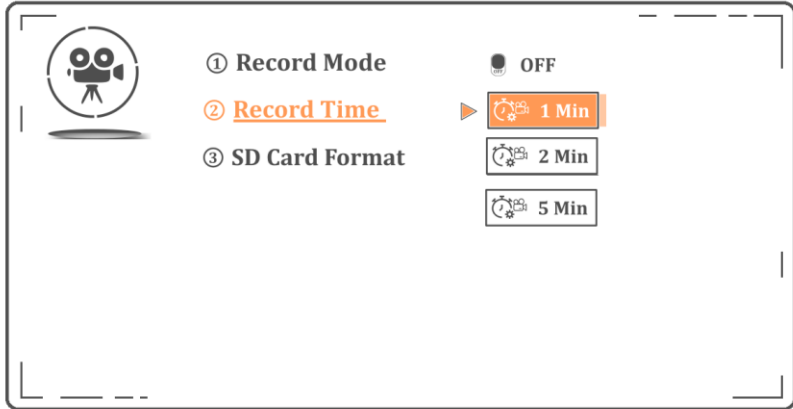 ① Record Mode OFF
② Record Time 1 Min
③ SD Card Format 2 Min
5 Min